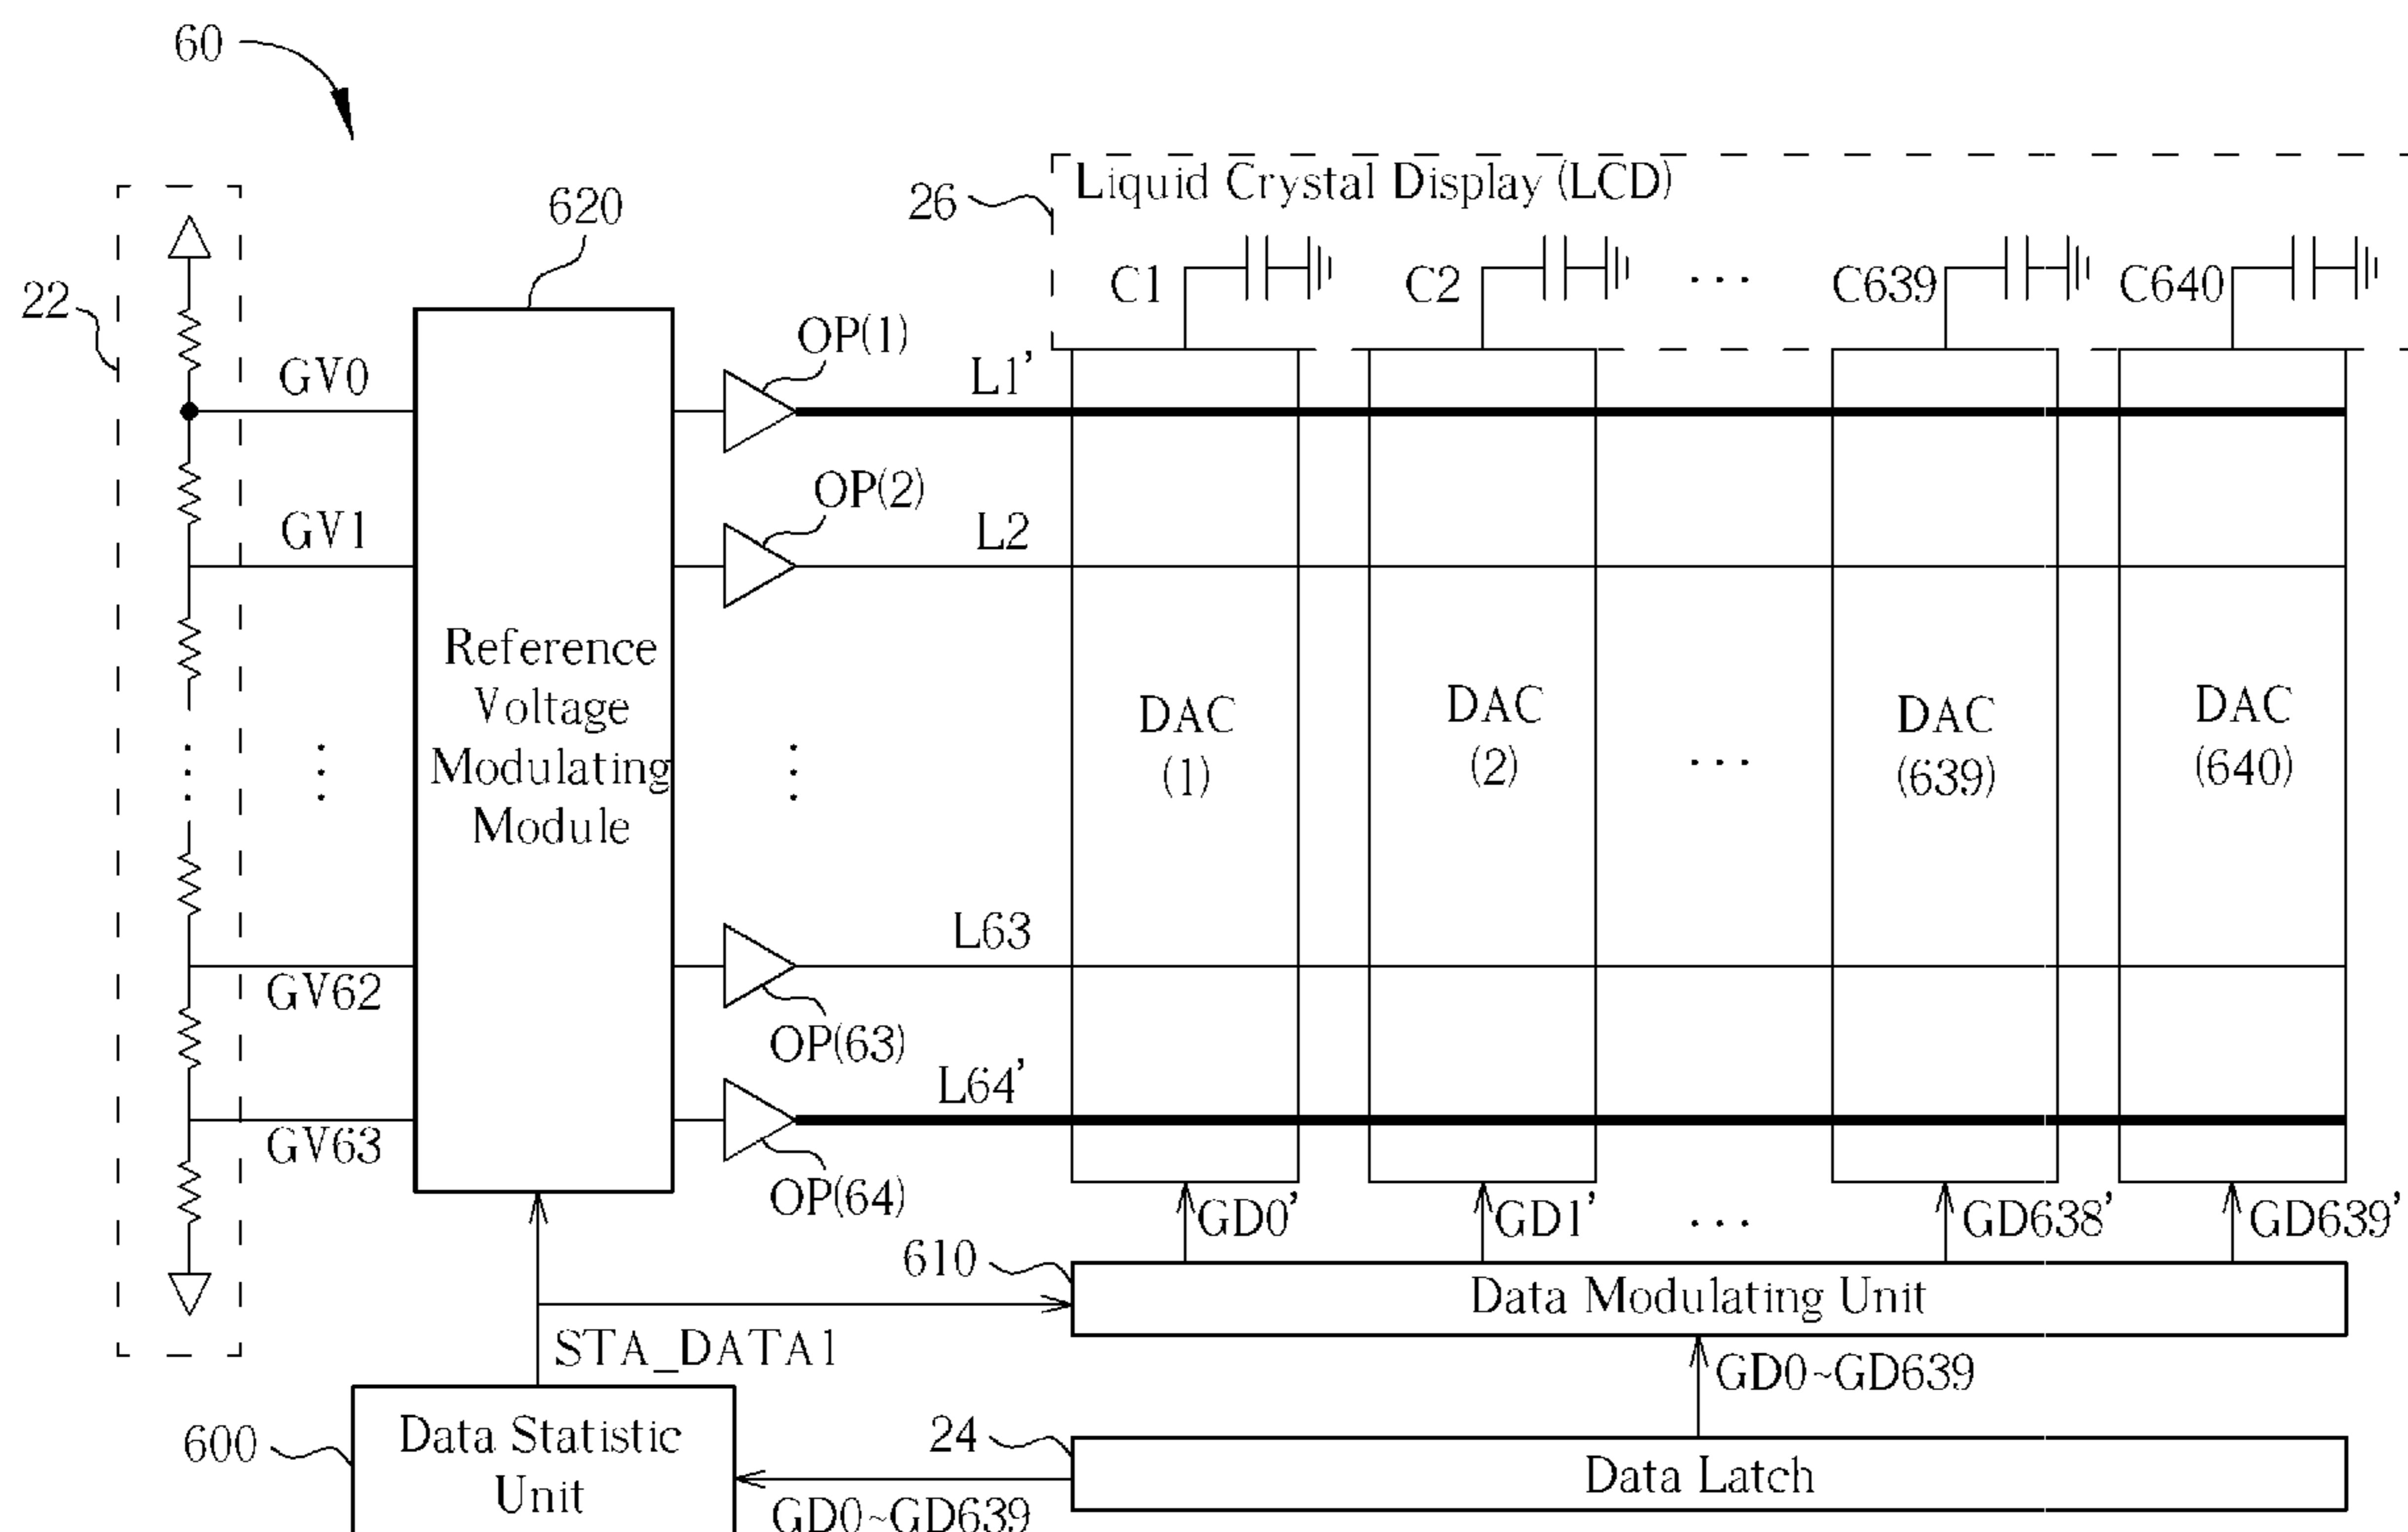 60
Liquid Crystal Display (LCD)
26
620
22
C1
C2
...
C639
C640
OP(1)
GV0
L1’
OP(2)
GV1
L2
Reference
Voltage
Modulating
Module
DAC
(1)
DAC
(2)
...
DAC
(639)
DAC
(640)
L63
GV62
OP(63)
L64’
GV63
OP(64)
GD0’
GD1’
...
GD638’
GD639’
610
Data Modulating Unit
STA_DATA1
GD0~GD639
600
Data Statistic
Unit
24
Data Latch
GD0~GD639